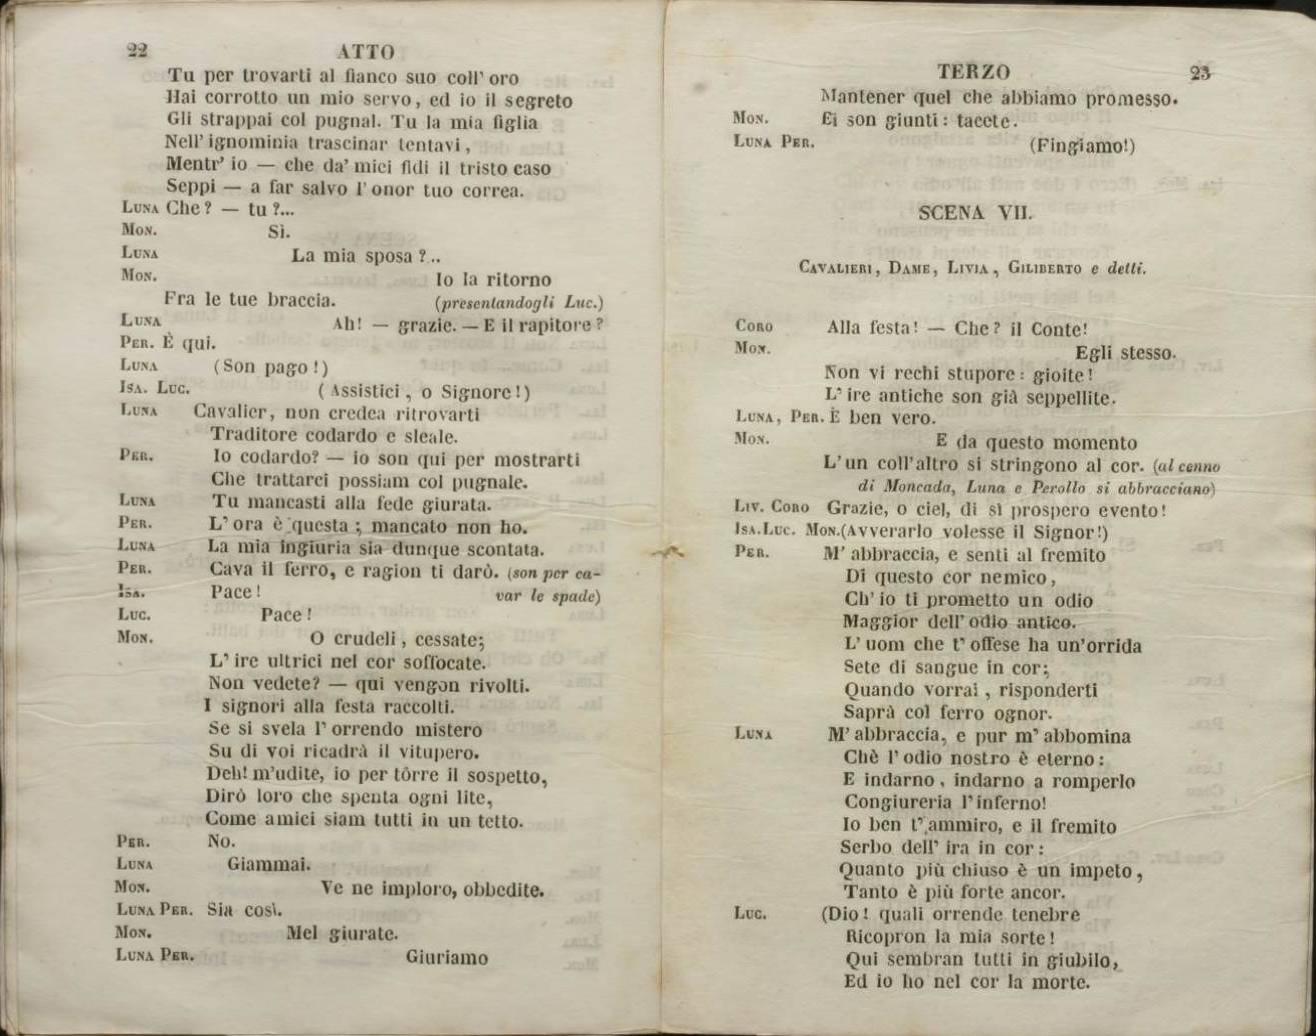 22 ATTO
Tu per trovarti al fianco suo coll' oro
Hai corrotto un mio servo, ed io il segreto
Gli strappai col pugnal. Tu la mia figlia
Nell' ignominia trascinar tentavi,
Mentr' io — che da' miei fidi il tristo caso
Seppi — a far salvo l' onor tuo correa.
LUNA Che? — tu?...
MON. Sì.
LUNA La mia sposa?..
MON. Io la ritorno
Fra le tue braccia. (presentandogli Luc.)
LUNA Ah! — grazie. — E il rapitore?
PER. È qui.
LUNA (Son pago!)
ISA. LUC. (Assistici, o Signore!)
LUNA Cavalier, non credea ritrovarti
Traditore codardo e sleale.
PER. Io codardo? — io son qui per mostrarti
Che trattarci possiam col pugnale.
LUNA Tu mancasti alla fede giurata.
PER. L' ora è questa; mancato non ho.
LUNA La mia ingiuria sia dunque scontata.
PER. Cava il ferro, e ragion ti darò. (son per ca-
ISA. Pace! var le spade)
LUC. Pace!
MON. O crudeli, cessate;
L' ire ultrici nel cor soffocate.
Non vedete? — qui vengon rivolti.
I signori alla festa raccolti.
Se si svela l' orrendo mistero
Su di voi ricadrà il vitupero.
Deh! m'udite, io per tôrre il sospetto,
Dirò loro che spenta ogni lite,
Come amici siam tutti in un tetto.
PER. No.
LUNA Giammai.
MON. Ve ne imploro, obbedite.
LUNA PER. Sia così.
MON. Mel giurate.
LUNA PER. Giuriamo
TERZO 23
Mantener quel che abbiamo promesso.
MON. Ei son giunti: tacete.
LUNA PER. (Fingiamo!)
SCENA VII.
CAVALIERI, DAME, LIVIA, GILIBERTO e detti.
CORO Alla festa! — Che? il Conte!
MON. Egli stesso.
Non vi rechi stupore: gioite!
L' ire antiche son già seppellite.
LUNA, PER. È ben vero.
MON. E da questo momento
L'un coll'altro si stringono al cor. (al cenno
di Moncada, Luna e Perollo si abbracciano)
LIV. CORO Grazie, o ciel, di sì prospero evento!
ISA. LUC. MON. (Avverarlo volesse il Signor!)
PER. M' abbraccia, e senti al fremito
Di questo cor nemico,
Ch' io ti prometto un odio
Maggior dell' odio antico.
L' uom che t' offese ha un'orrida
Sete di sangue in cor;
Quando vorrai, risponderti
Saprà col ferro ognor.
LUNA M' abbraccia, e pur m' abbomina
Chè l' odio nostro è eterno:
E indarno, indarno a romperlo
Congiureria l' inferno!
Io ben t' ammiro, e il fremito
Serbo dell' ira in cor:
Quanto più chiuso è un impeto,
Tanto è più forte ancor.
LUC. (Dio! quali orrende tenebre
Ricopron la mia sorte!
Qui sembran tutti in giubilo,
Ed io ho nel cor la morte.